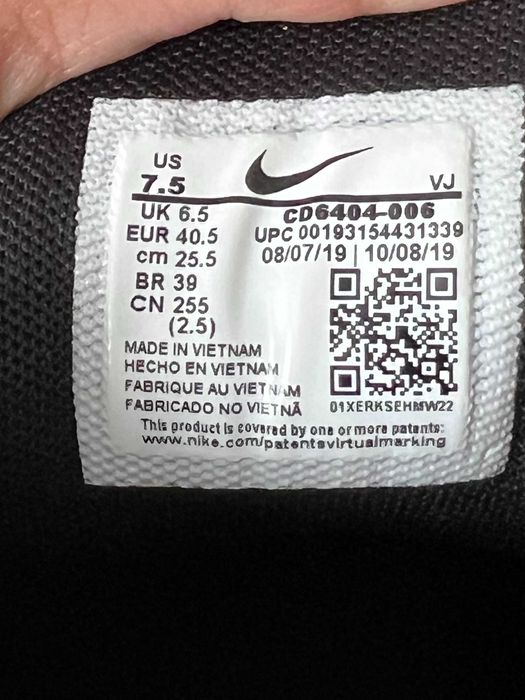 US
7.5
VJ
UK 6.5
EUR 40.5
cm 25.5
BR 39
CN 255
(2.5)
CD6404-006
UPC 00193154431339
08/07/19 | 10/08/19
MADE IN VIETNAM
HECHO EN VIETNAM
FABRIQUE AU VIETNAM
FABRICADO NO VIETNÃ
01XERKSEHMW22
This product is covered by one or more patents:
www.nike.com/patentsvirtualmarking